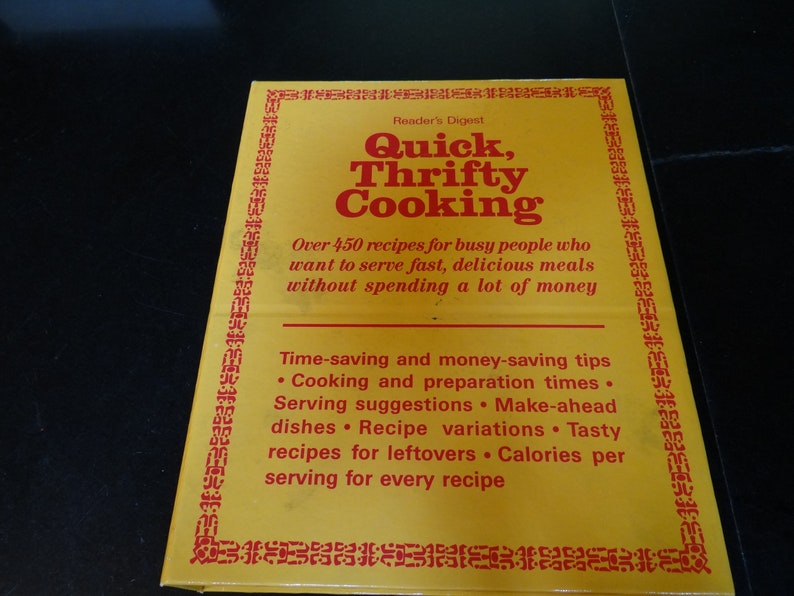 Reader's Digest
Quick,
Thrifty
Cooking
Over 450 recipes for busy people who
want to serve fast, delicious meals
without spending a lot of money
Time-saving and money-saving tips
• Cooking and preparation times •
Serving suggestions • Make-ahead
dishes • Recipe variations • Tasty
recipes for leftovers • Calories per
serving for every recipe